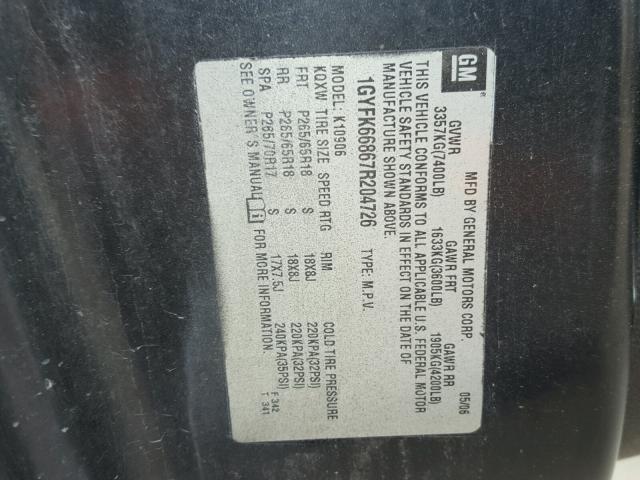 GM ®
MFD BY GENERAL MOTORS CORP 05/06
GVWR GAWR FRT GAWR RR
3357KG(7400LB) 1633KG(3600LB) 1905KG(4200LB)
THIS VEHICLE CONFORMS TO ALL APPLICABLE U.S. FEDERAL MOTOR
VEHICLE SAFETY STANDARDS IN EFFECT ON THE DATE OF
MANUFACTURE SHOWN ABOVE.
1GYFK66867R204726 TYPE: M.P.V.
MODEL: K10906
KQXW TIRE SIZE SPEED RTG RIM COLD TIRE PRESSURE
FRT P265/65R18 S 18X8J 220KPA(32PSI)
RR P265/65R18 S 18X8J 220KPA(32PSI)
SPA P265/70R17 S 17X7.5J 240KPA(35PSI) F 342
SEE OWNER'S MANUAL i FOR MORE INFORMATION T 341